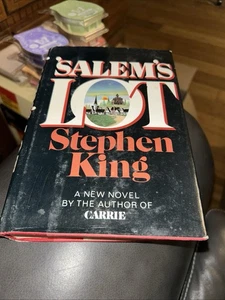 'SALEM'S
LOT
Stephen
King
A NEW NOVEL
BY THE AUTHOR OF
CARRIE